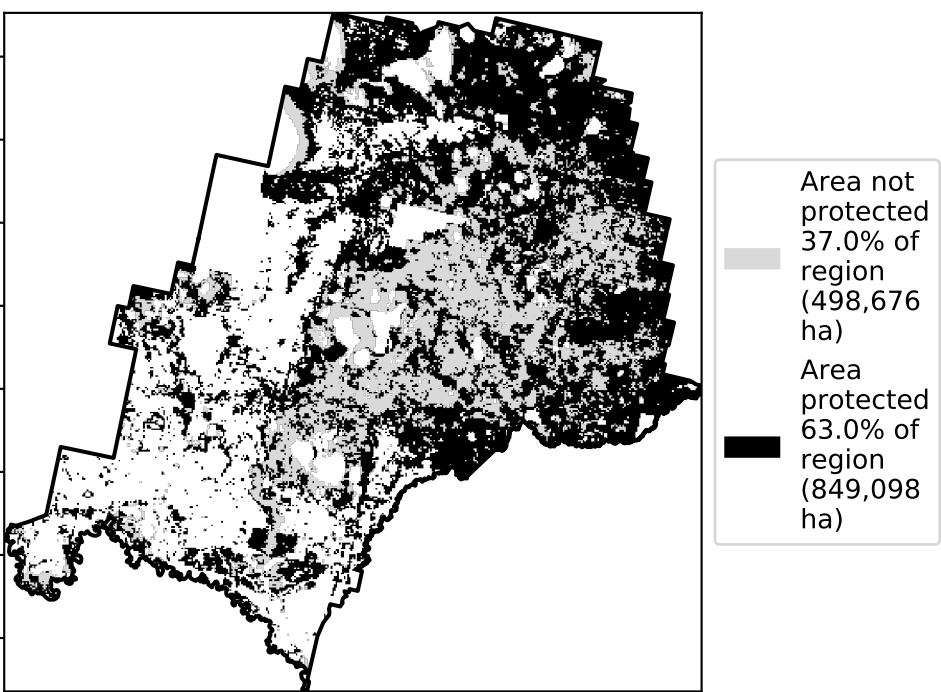 Area not
protected
37.0% of
region
(498,676
ha)
Area
protected
63.0% of
region
(849,098
ha)